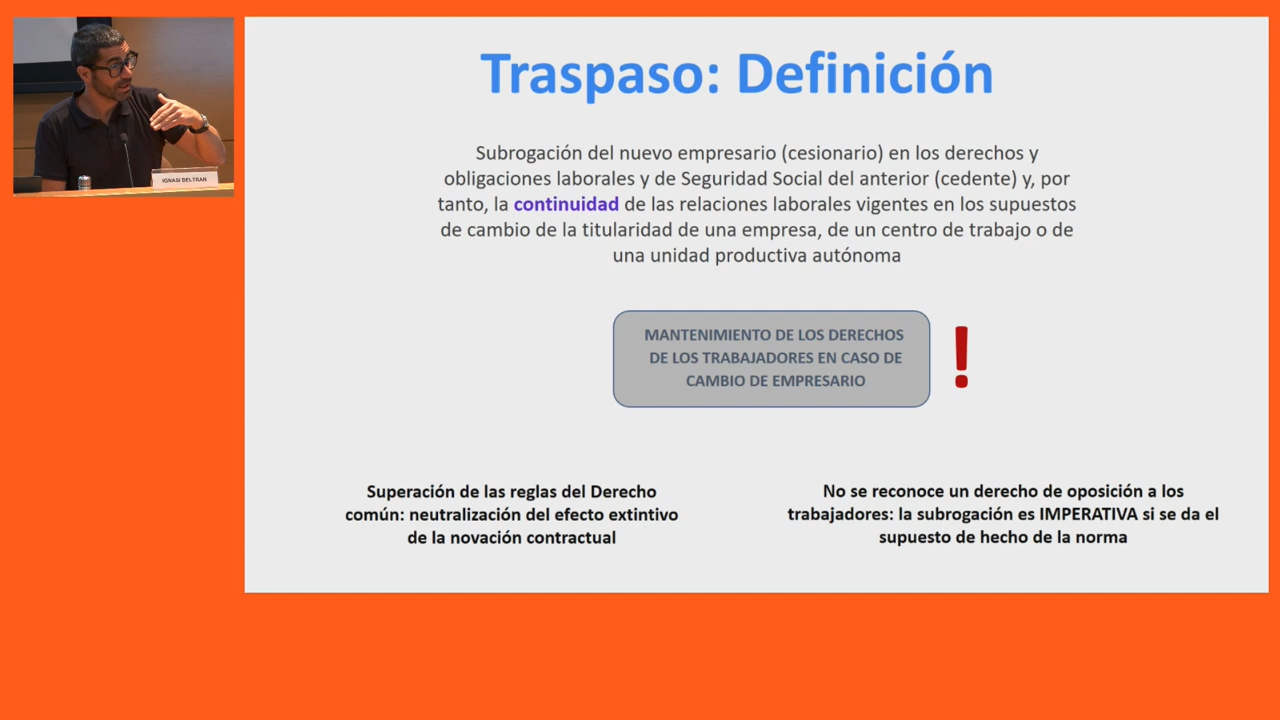 IGNASI BELTRAN
Traspaso: Definición
Subrogación del nuevo empresario (cesionario) en los derechos y
obligaciones laborales y de Seguridad Social del anterior (cedente) y, por
tanto, la continuidad de las relaciones laborales vigentes en los supuestos
de cambio de la titularidad de una empresa, de un centro de trabajo o de
una unidad productiva autónoma
MANTENIMIENTO DE LOS DERECHOS
DE LOS TRABAJADORES EN CASO DE
CAMBIO DE EMPRESARIO
!
Superación de las reglas del Derecho
común: neutralización del efecto extintivo
de la novación contractual
No se reconoce un derecho de oposición a los
trabajadores: la subrogación es IMPERATIVA si se da el
supuesto de hecho de la norma